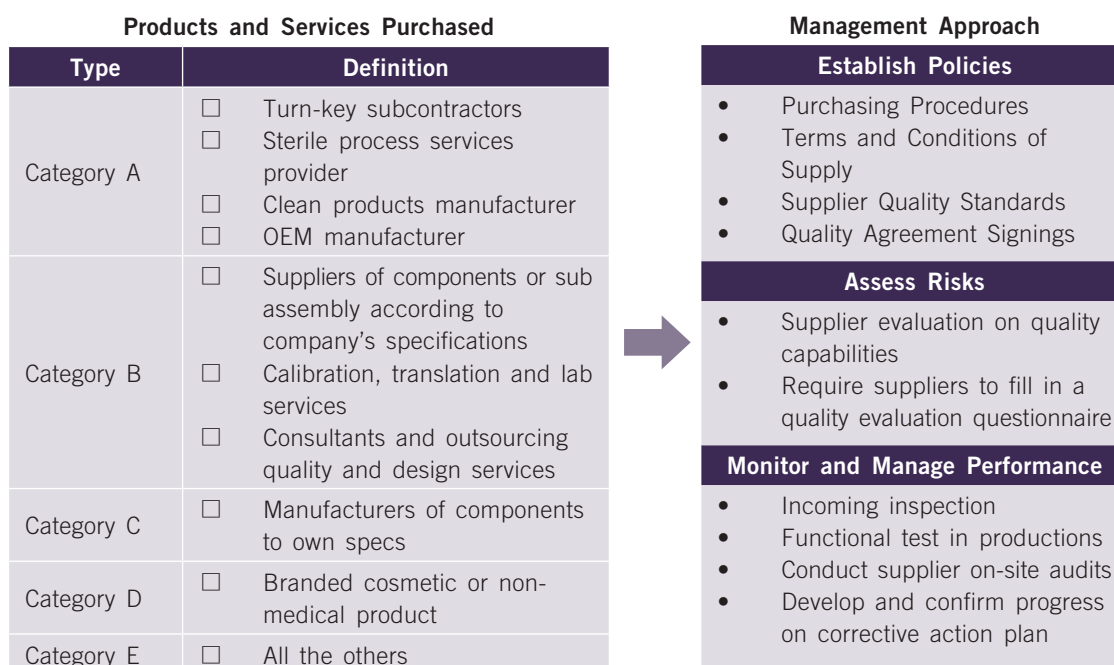 Products and Services Purchased
Type Definition
Category A
☐ Turn-key subcontractors
☐ Sterile process services
provider
☐ Clean products manufacturer
☐ OEM manufacturer
Category B
☐ Suppliers of components or sub
assembly according to
company's specifications
☐ Calibration, translation and lab
services
☐ Consultants and outsourcing
quality and design services
Category C
☐ Manufacturers of components
to own specs
Category D
☐ Branded cosmetic or non-
medical product
Category E ☐ All the others
Management Approach
Establish Policies
• Purchasing Procedures
• Terms and Conditions of
Supply
• Supplier Quality Standards
• Quality Agreement Signings
Assess Risks
• Supplier evaluation on quality
capabilities
• Require suppliers to fill in a
quality evaluation questionnaire
Monitor and Manage Performance
• Incoming inspection
• Functional test in productions
• Conduct supplier on-site audits
• Develop and confirm progress
on corrective action plan